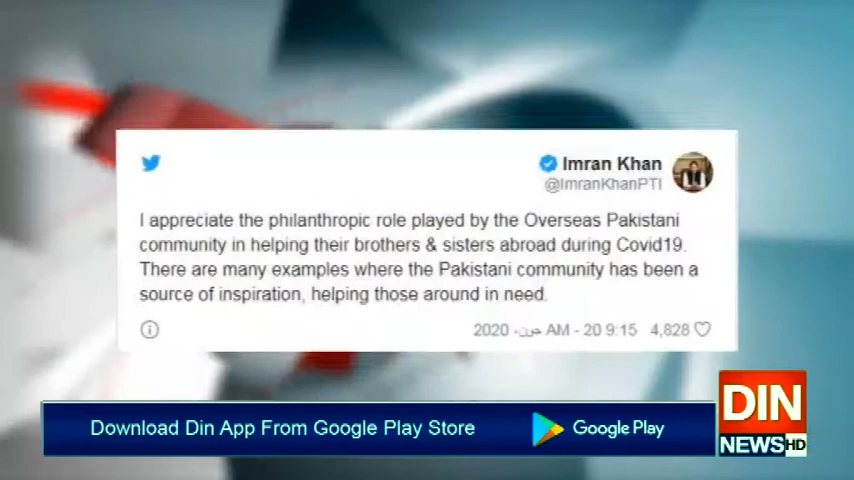 Imran Khan
@ImranKhanPTI
I appreciate the philanthropic role played by the Overseas Pakistani
community in helping their brothers & sisters abroad during Covid19.
There are many examples where the Pakistani community has been a
source of inspiration, helping those around in need.
2020 ،جون AM - 20 9:15 4,828
Download Din App From Google Play Store
Google Play
DIN
NEWS HD